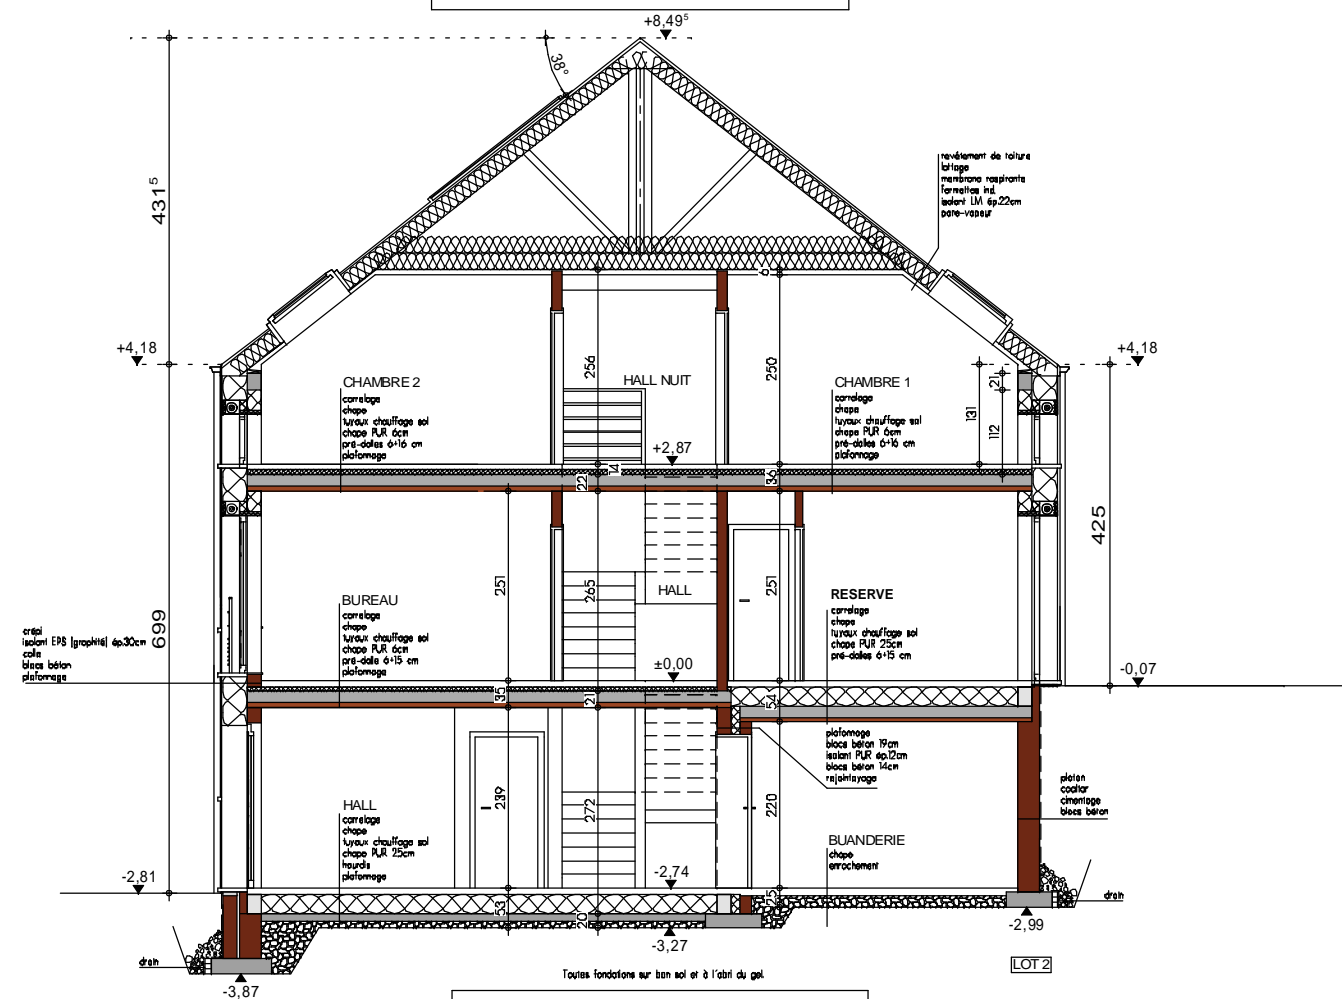 +8,49⁵
38°
431⁵
revêtement de toiture
lattage
membrane respirante
fermettes ind.
isolant LM ép.22cm
pare-vapeur
6
+4,18
+4,18
256
250
21
131
112
CHAMBRE 2
carrelage
chape
tuyaux chauffage sol
chape PUR 6cm
pré-dalles 6+16 cm
plafonnage
HALL NUIT
CHAMBRE 1
carrelage
chape
tuyaux chauffage sol
chape PUR 6cm
pré-dalles 6+16 cm
plafonnage
+2,87
14
22
36
425
699
251
265
251
BUREAU
carrelage
chape
tuyaux chauffage sol
chape PUR 6cm
pré-dalle 6+15 cm
plafonnage
HALL
RESERVE
carrelage
chape
tuyaux chauffage sol
chape PUR 25cm
pré-dalles 6+15 cm
crépi
isolant EPS (graphité) ép.30cm
colle
blocs béton
plafonnage
±0,00
-0,07
35
21
54
plafonnage
blocs béton 19cm
isolant PUR ép.12cm
blocs béton 14cm
rejointoyage
platon
coaltar
cimentage
blocs béton
239
272
220
HALL
carrelage
chape
tuyaux chauffage sol
chape PUR 25cm
hourdis
plafonnage
BUANDERIE
chape
enrochement
-2,81
-2,74
53
20
25
drain
-2,99
-3,27
drain
LOT 2
Toutes fondations sur bon sol et à l'abri du gel.
-3,87